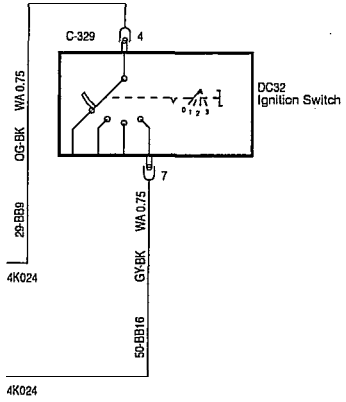 C-329
4
WA 0.75
OG-BK
29-BB9
DC32
Ignition Switch
0 1 2 3
7
WA 0.75
GY-BK
50-BB16
4K024
4K024